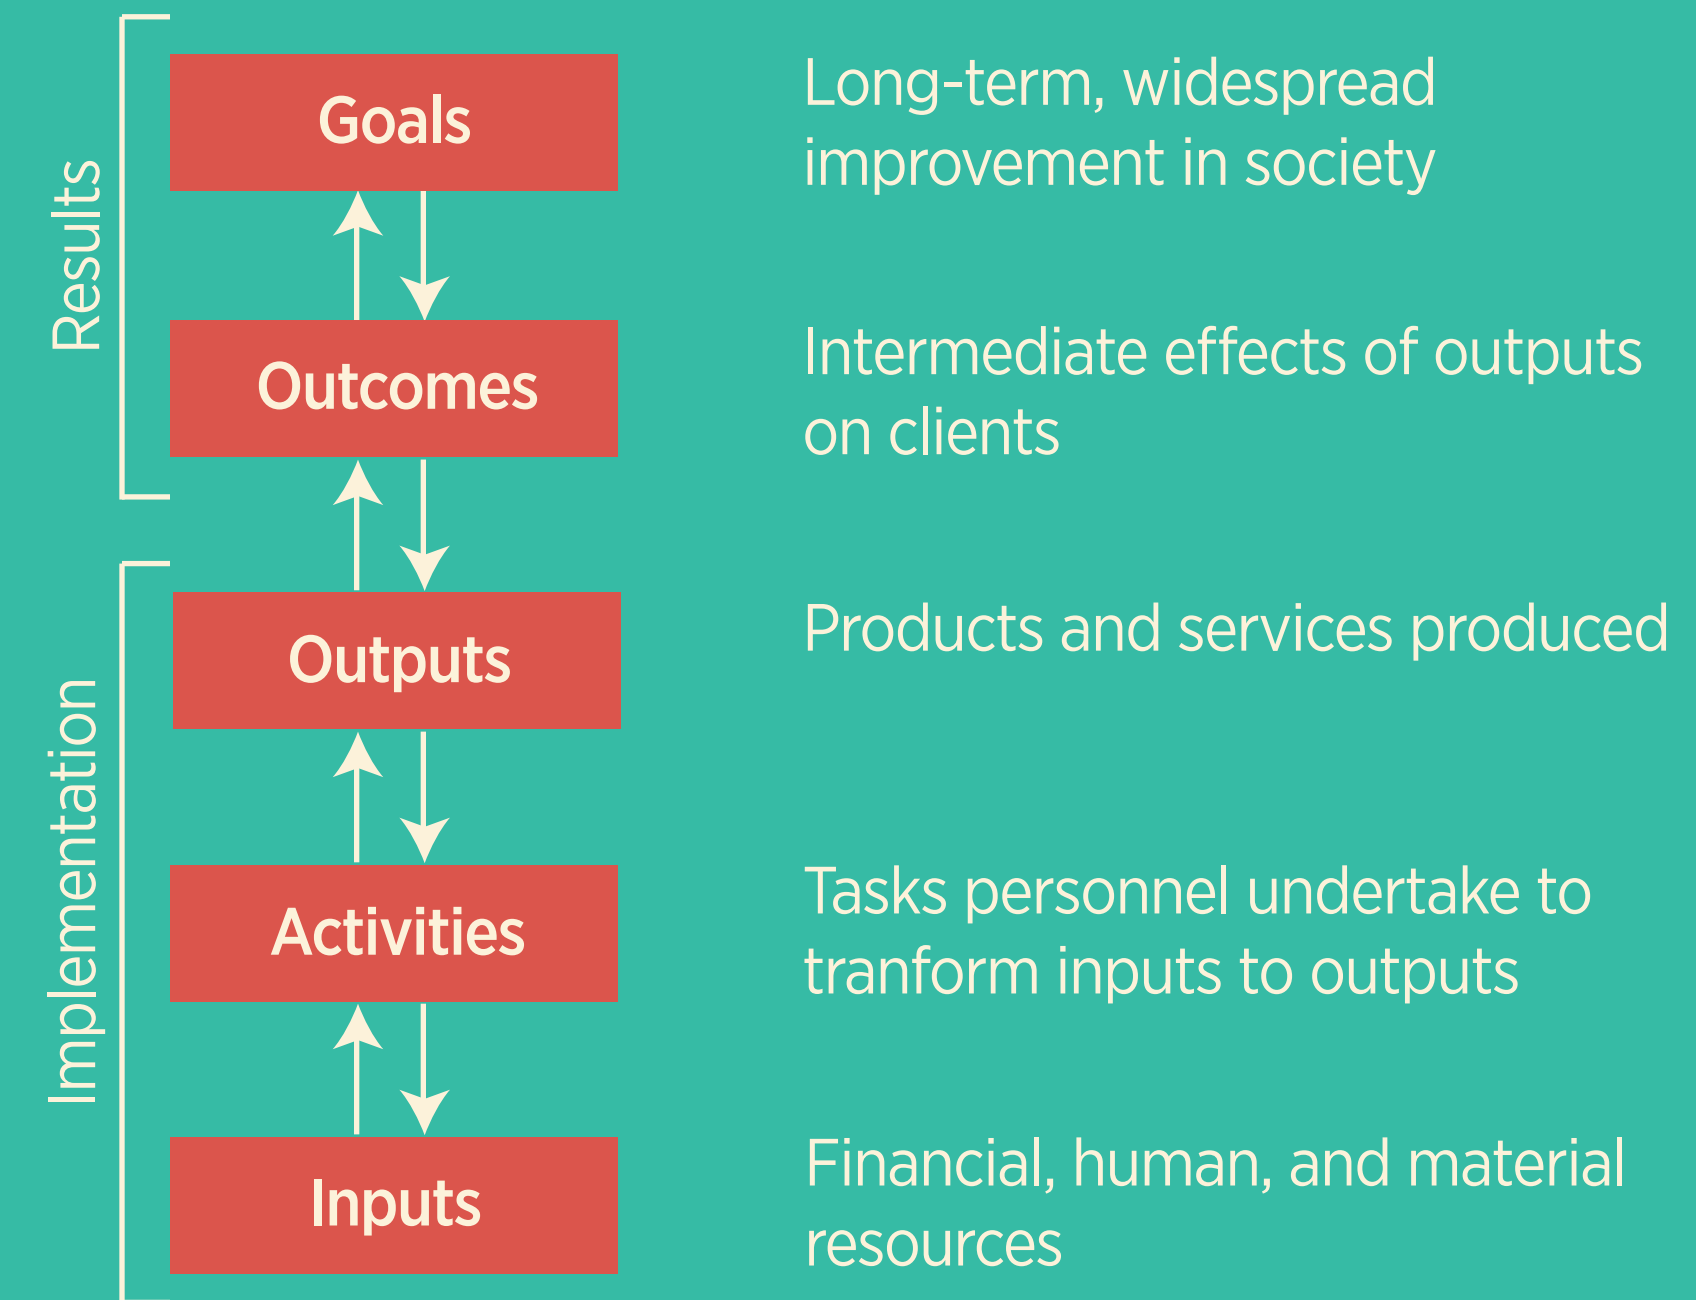 Results
Goals
Long-term, widespread
improvement in society
Outcomes
Intermediate effects of outputs
on clients
Implementation
Outputs
Products and services produced
Activities
Tasks personnel undertake to
tranform inputs to outputs
Inputs
Financial, human, and material
resources